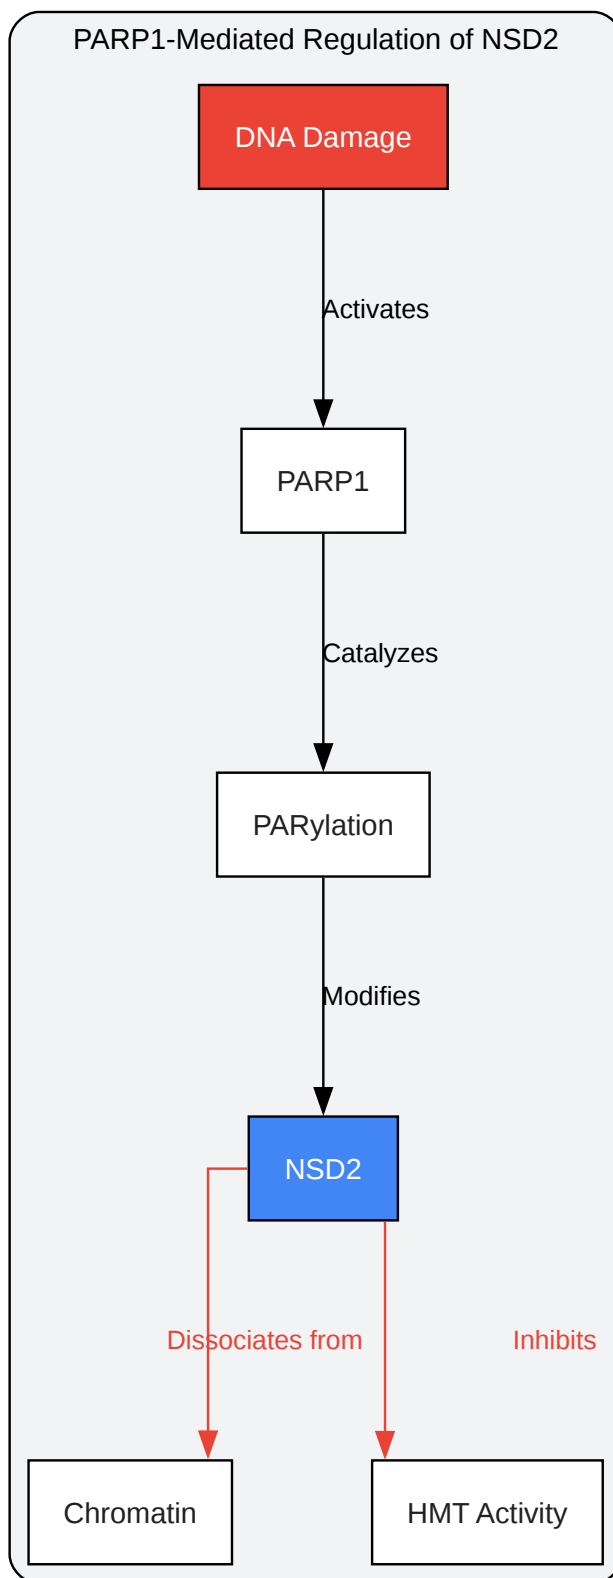 PARP1-Mediated Regulation of NSD2
DNA Damage
Activates
PARP1
Catalyzes
PARylation
Modifies
NSD2
Dissociates from
Inhibits
Chromatin
HMT Activity